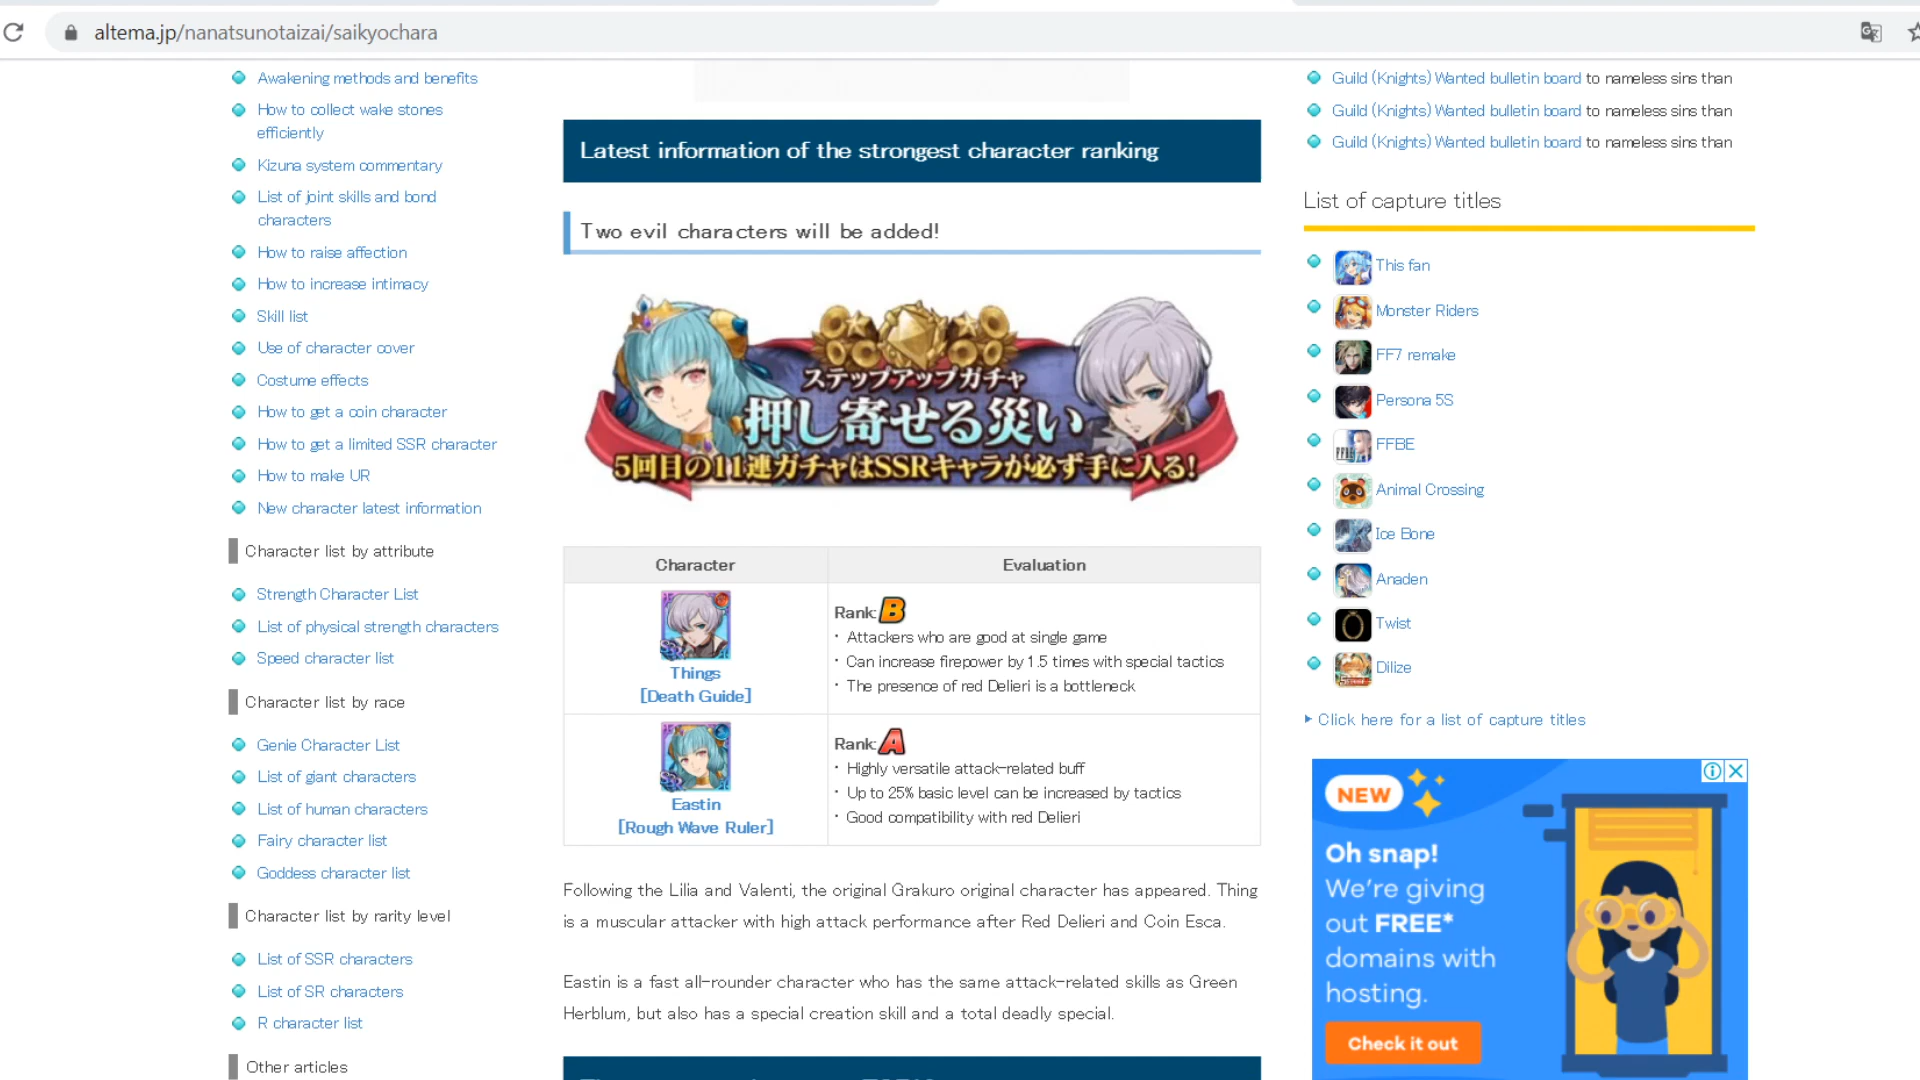 altema.jp/nanatsunotaizai/saikyochara
Awakening methods and benefits
How to collect wake stones
efficiently
Kizuna system commentary
List of joint skills and bond
characters
How to raise affection
How to increase intimacy
Skill list
Use of character cover
Costume effects
How to get a coin character
How to get a limited SSR character
How to make UR
New character latest information
Character list by attribute
Strength Character List
List of physical strength characters
Speed character list
Character list by race
Genie Character List
List of giant characters
List of human characters
Fairy character list
Goddess character list
Character list by rarity level
List of SSR characters
List of SR characters
R character list
Other articles
Latest information of the strongest character ranking
Two evil characters will be added!
ステップアップガチャ
押し寄せる災い
5回目の11連ガチャはSSRキャラが必ず手に入る!
Character Evaluation
Things
[Death Guide]
Rank: B
・ Attackers who are good at single game
・ Can increase firepower by 1.5 times with special tactics
・ The presence of red Delieri is a bottleneck
Eastin
[Rough Wave Ruler]
Rank: A
・ Highly versatile attack-related buff
・ Up to 25% basic level can be increased by tactics
・ Good compatibility with red Delieri
Following the Lilia and Valenti, the original Grakuro original character has appeared. Thing
is a muscular attacker with high attack performance after Red Delieri and Coin Esca.
Eastin is a fast all-rounder character who has the same attack-related skills as Green
Herblum, but also has a special creation skill and a total deadly special.
Guild (Knights) Wanted bulletin board to nameless sins than
Guild (Knights) Wanted bulletin board to nameless sins than
Guild (Knights) Wanted bulletin board to nameless sins than
List of capture titles
This fan
Monster Riders
FF7 remake
Persona 5S
FFBE
Animal Crossing
Ice Bone
Anaden
Twist
Dilize
Click here for a list of capture titles
NEW
Oh snap!
We're giving
out FREE*
domains with
hosting.
Check it out